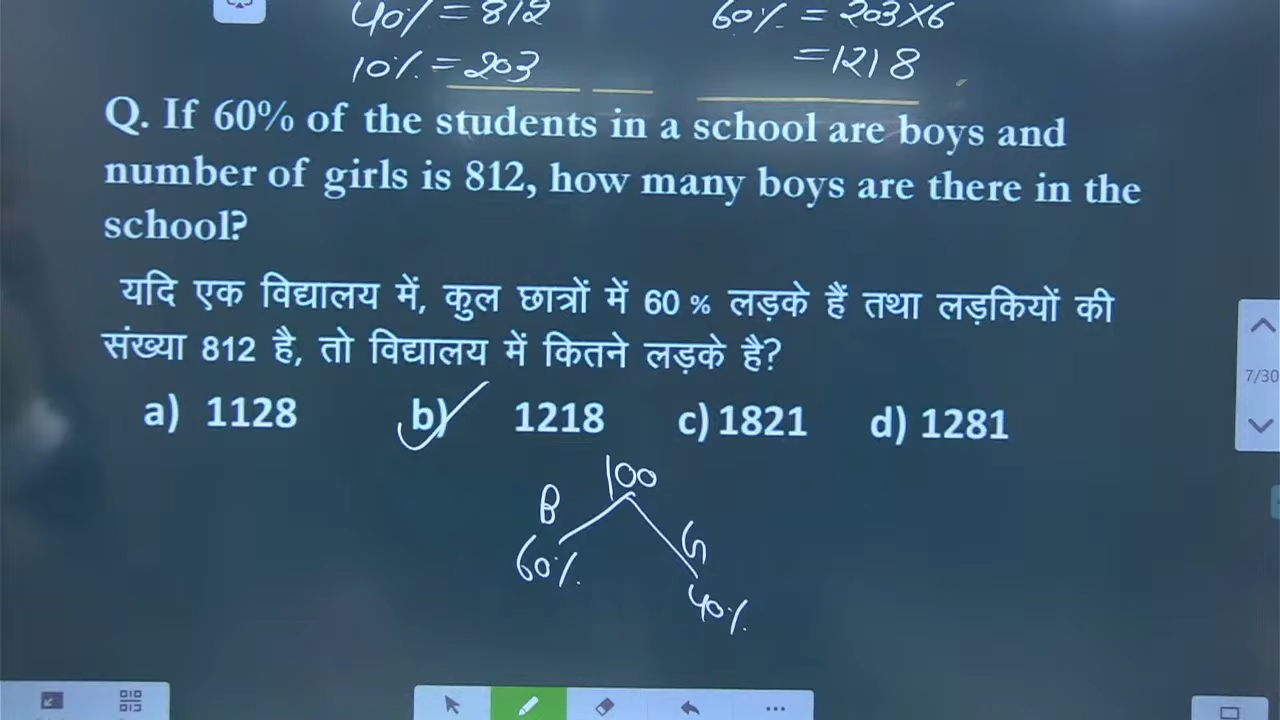 40% = 812 60% = 203×6
10% = 203 = 1218
Q. If 60% of the students in a school are boys and
number of girls is 812, how many boys are there in the
school?
यदि एक विद्यालय में, कुल छात्रों में 60 % लड़के हैं तथा लड़कियों की
संख्या 812 है, तो विद्यालय में कितने लड़के है?
a) 1128 b) 1218 c) 1821 d) 1281
100
B G
60% 40%
7/30